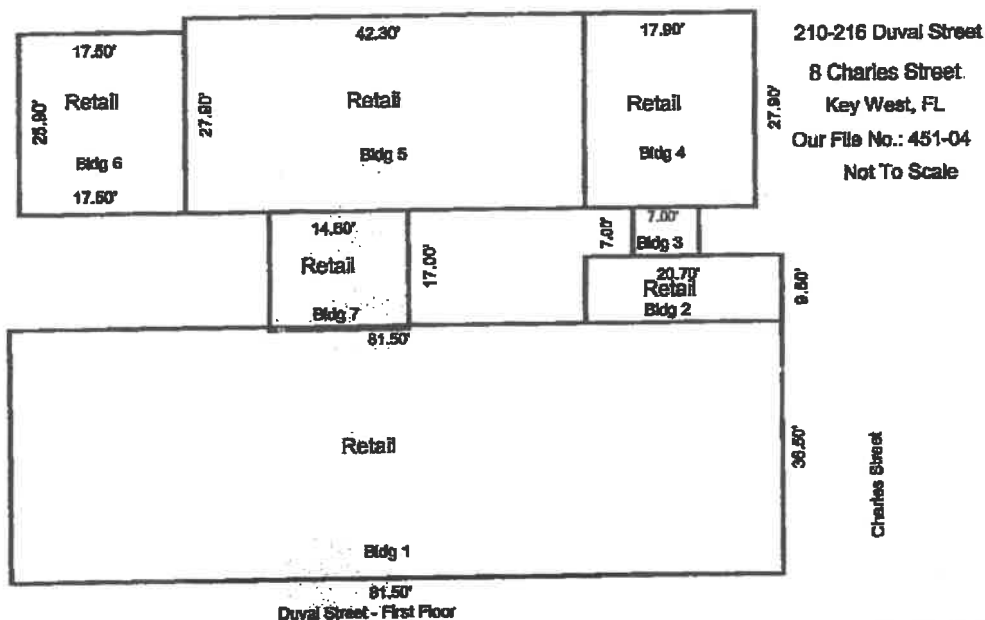 210-216 Duval Street
8 Charles Street.
Key West, FL
Our File No.: 451-04
Not To Scale
17.50'
Retail
25.90'
Bldg 6
17.50'
42.30'
Retail
27.90'
Bldg 5
17.90'
Retail
27.90'
Bldg 4
14.50'
Retail
17.00'
Bldg 7
7.00'
7.00'
Bldg 3
20.70'
Retail
Bldg 2
9.50'
81.50'
Retail
36.50'
Bldg 1
81.50'
Charles Street
Duval Street - First Floor